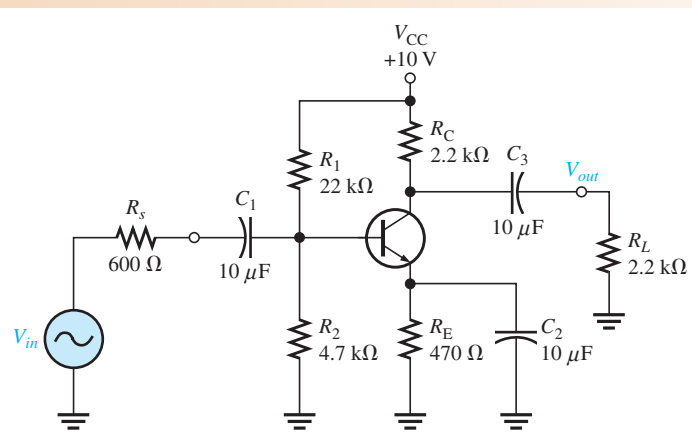 V_CC
+10 V
R_C
2.2 kΩ
C_3
V_out
R_1
22 kΩ
10 μF
C_1
R_s
600 Ω
10 μF
R_L
2.2 kΩ
V_in
R_2
4.7 kΩ
R_E
470 Ω
C_2
10 μF